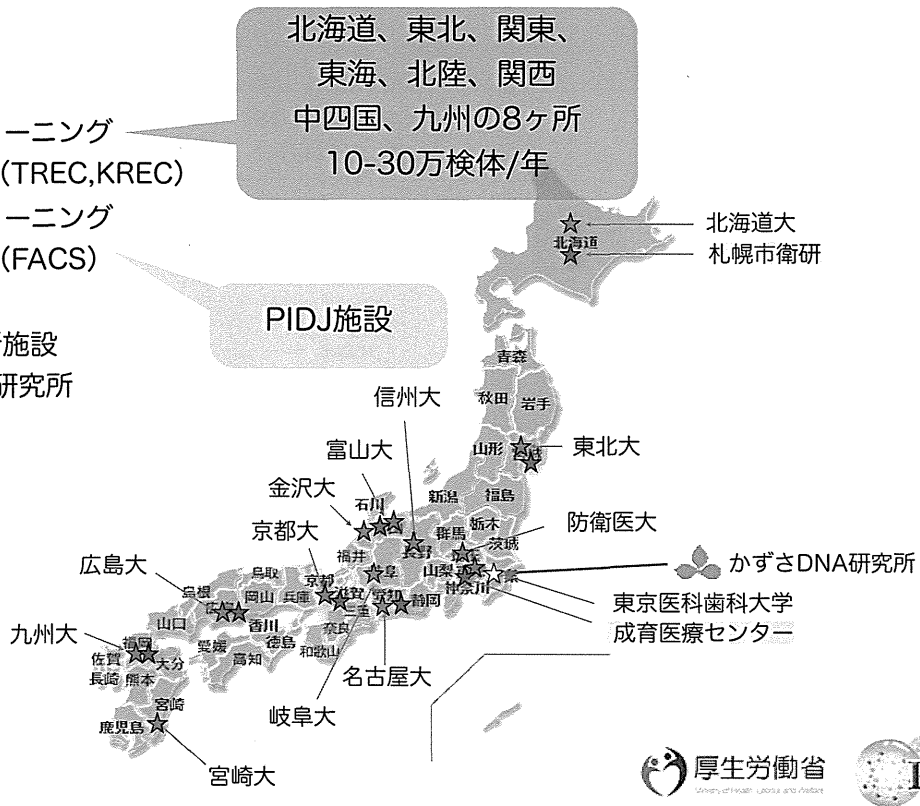 北海道、東北、関東、
東海、北陸、関西
中四国、九州の8ヶ所
10-30万検体/年
ーニング
(TREC,KREC)
ーニング
(FACS)
PIDJ施設
施設
研究所
北海道大
北海道
札幌市衛研
青森
秋田
岩手
山形
東北大
福島
新潟
信州大
富山大
金沢大
石川
京都大
福井
群馬
栃木
茨城
防衛医大
かずさDNA研究所
山梨
神奈川
東京医科歯科大学
成育医療センター
広島大
鳥取
島根
岡山
兵庫
京都
滋賀
静岡
三重
奈良
和歌山
山口
香川
徳島
愛媛
高知
九州大
福岡
佐賀
大分
長崎
熊本
宮崎
鹿児島
名古屋大
岐阜大
宮崎大
厚生労働省